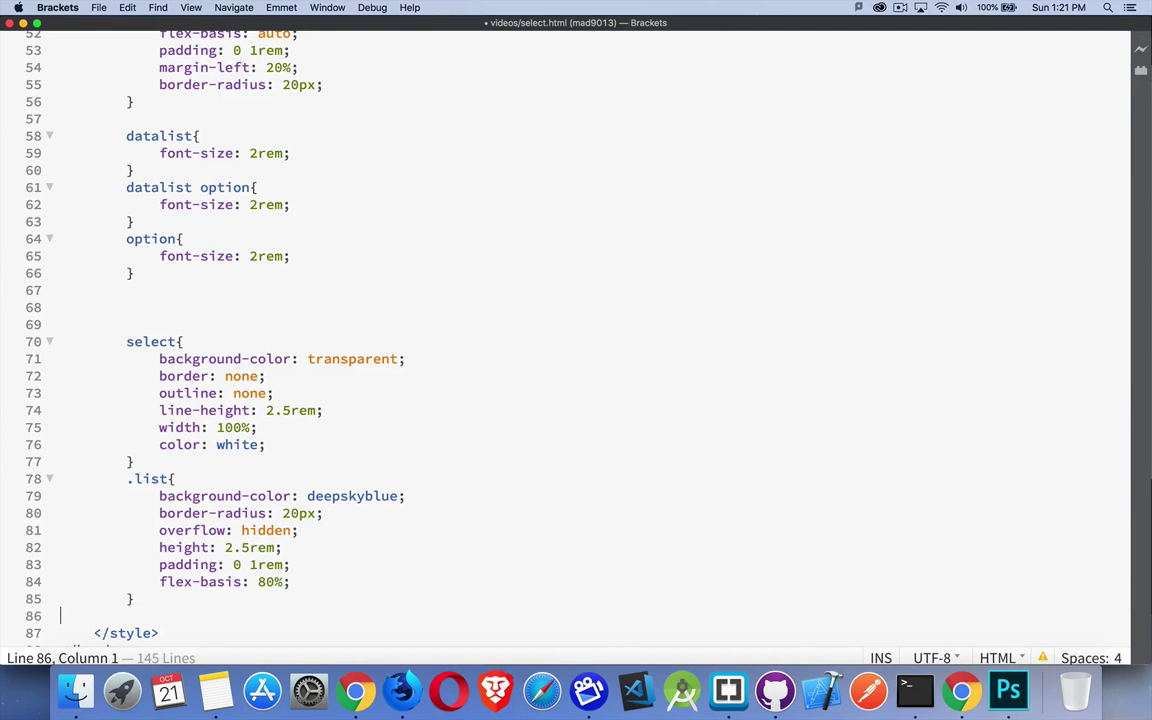 Brackets File Edit Find View Navigate Emmet Window Debug Help 100% Sun 1:21 PM
• videos/select.html (mad9013) — Brackets
52 flex-basis: auto;
53 padding: 0 1rem;
54 margin-left: 20%;
55 border-radius: 20px;
56 }
57
58 datalist{
59 font-size: 2rem;
60 }
61 datalist option{
62 font-size: 2rem;
63 }
64 option{
65 font-size: 2rem;
66 }
67
68
69
70 select{
71 background-color: transparent;
72 border: none;
73 outline: none;
74 line-height: 2.5rem;
75 width: 100%;
76 color: white;
77 }
78 .list{
79 background-color: deepskyblue;
80 border-radius: 20px;
81 overflow: hidden;
82 height: 2.5rem;
83 padding: 0 1rem;
84 flex-basis: 80%;
85 }
86
87 </style>
Line 86, Column 1 — 145 Lines INS UTF-8 HTML Spaces: 4
OCT
21
>_
Ps